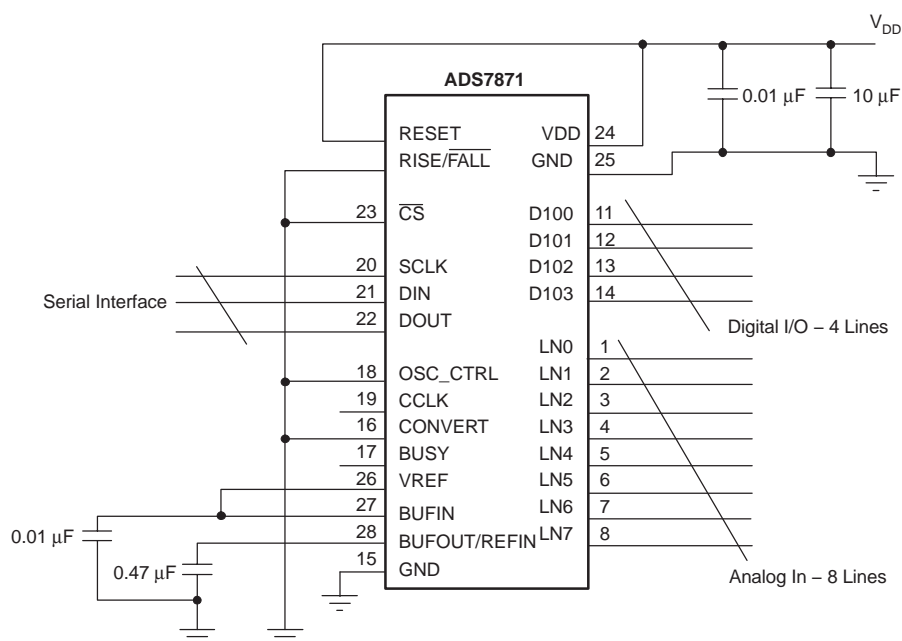 V_DD
ADS7871
0.01 μF
10 μF
RESET
VDD 24
RISE/FALL
GND 25
23 CS
D100 11
D101 12
20 SCLK
D102 13
21 DIN
D103 14
Serial Interface
22 DOUT
Digital I/O – 4 Lines
LN0 1
18 OSC_CTRL
LN1 2
19 CCLK
LN2 3
16 CONVERT
LN3 4
17 BUSY
LN4 5
26 VREF
LN5 6
27 BUFIN
LN6 7
0.01 μF
28 BUFOUT/REFIN
LN7 8
0.47 μF
15 GND
Analog In – 8 Lines